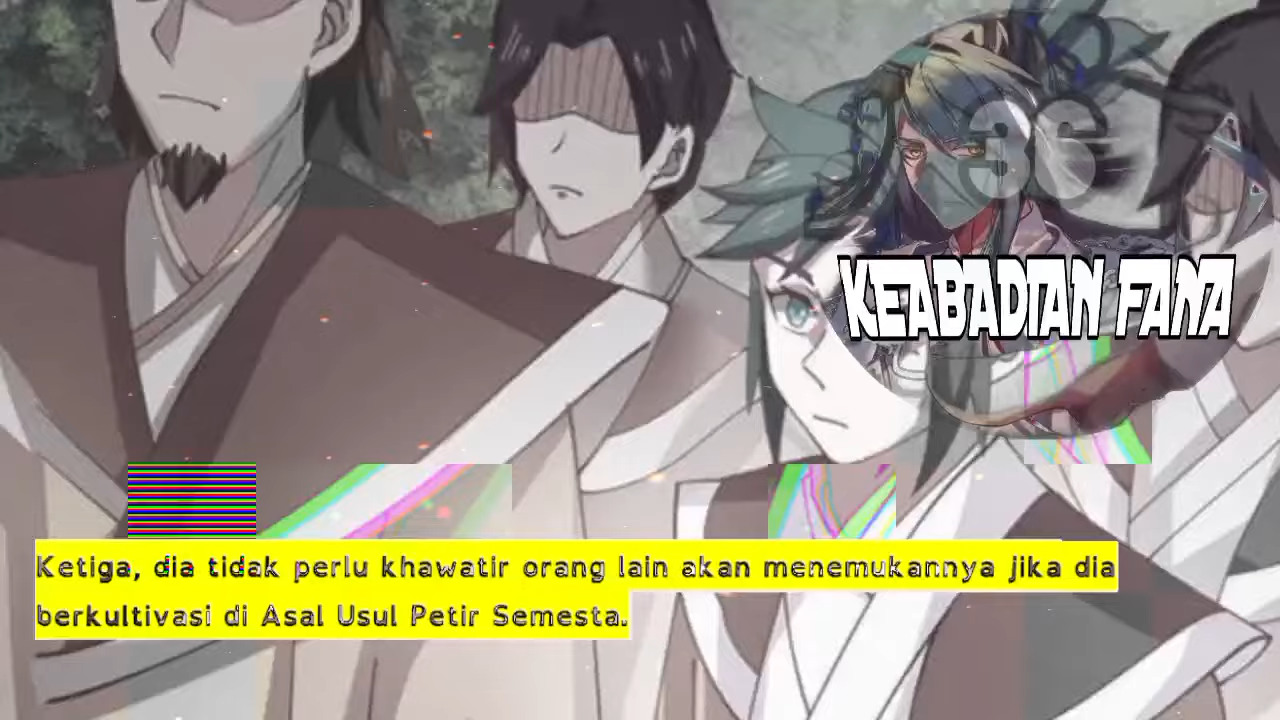 36
KEABADIAN FANA
Ketiga, dia tidak perlu khawatir orang lain akan menemukannya jika dia
berkultivasi di Asal Usul Petir Semesta.